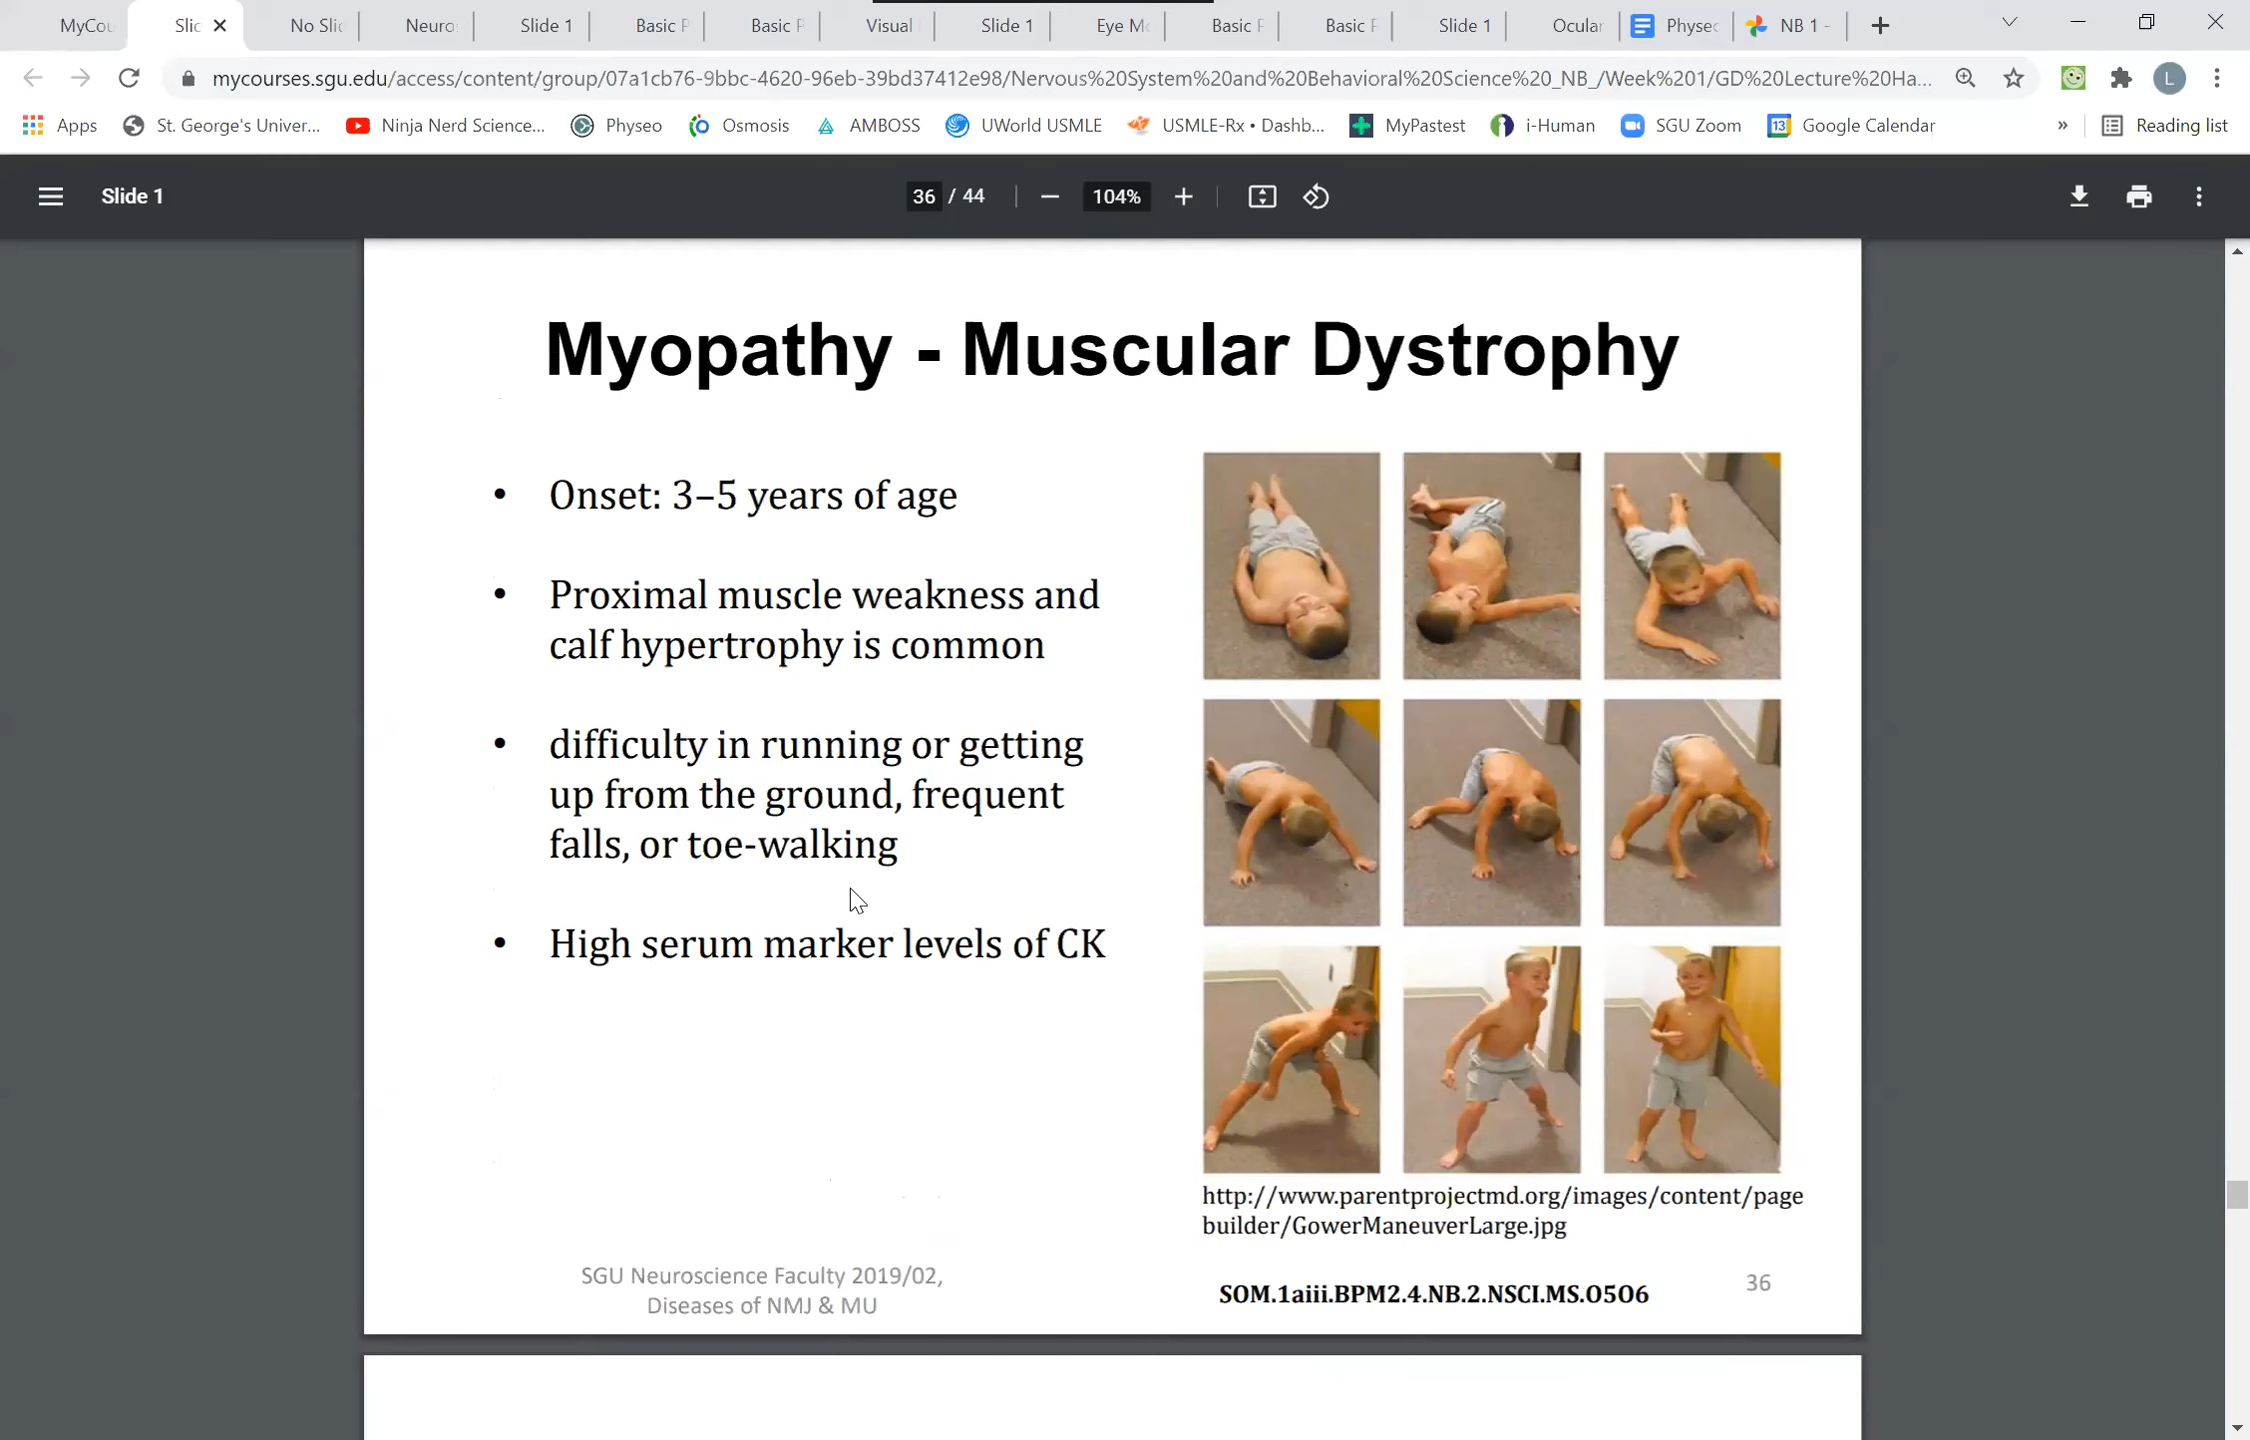 MyCou
Slic
No Slic
Neuro
Slide 1
Basic P
Basic P
Visual
Slide 1
Eye Mo
Basic P
Basic P
Slide 1
Ocular
Physeo
NB 1 -
mycourses.sgu.edu/access/content/group/07a1cb76-9bbc-4620-96eb-39bd37412e98/Nervous%20System%20and%20Behavioral%20Science%20_NB_/Week%201/GD%20Lecture%20Ha...
L
Apps
St. George's Univer...
Ninja Nerd Science...
Physeo
Osmosis
AMBOSS
UWorld USMLE
USMLE-Rx • Dashb...
MyPastest
i-Human
SGU Zoom
13
Google Calendar
»
Reading list
Slide 1
36 / 44
104%
Myopathy - Muscular Dystrophy
• Onset: 3–5 years of age
• Proximal muscle weakness and
calf hypertrophy is common
• difficulty in running or getting
up from the ground, frequent
falls, or toe-walking
• High serum marker levels of CK
http://www.parentprojectmd.org/images/content/page
builder/GowerManeuverLarge.jpg
SGU Neuroscience Faculty 2019/02,
Diseases of NMJ & MU
SOM.1aiii.BPM2.4.NB.2.NSCI.MS.O5O6
36